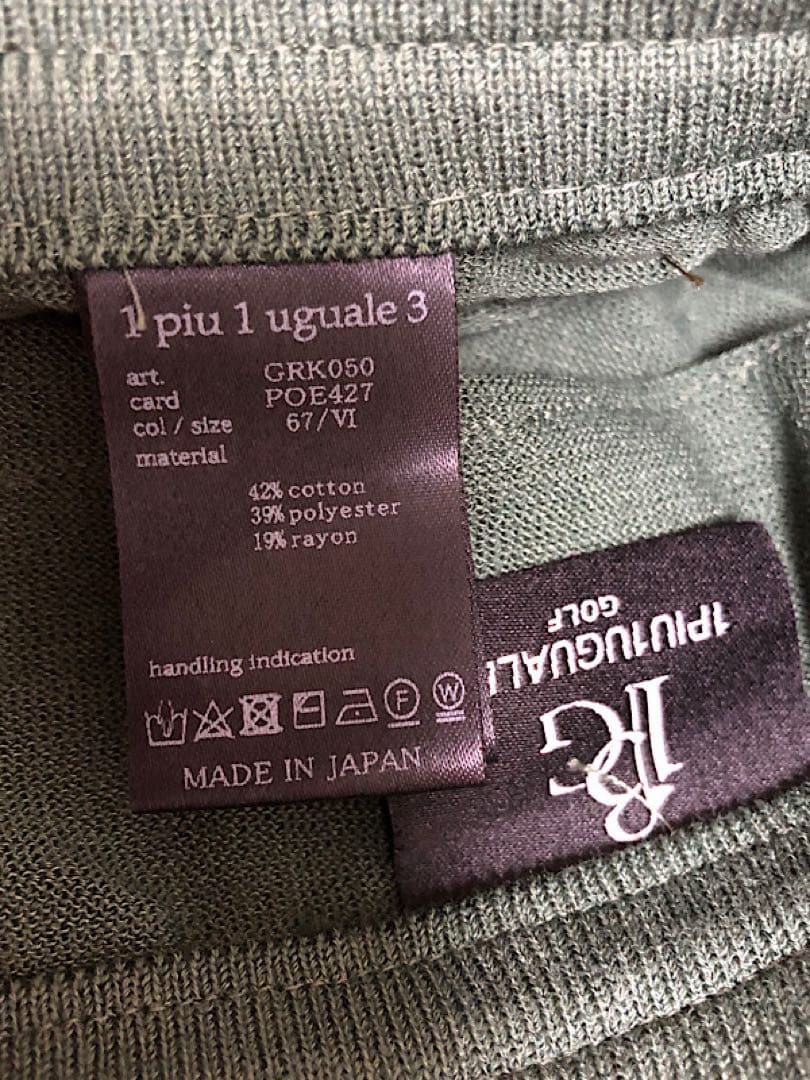 1 piu 1 uguale 3
art. GRK050
card POE427
col / size 67/VI
material
42% cotton
39% polyester
19% rayon
handling indication
F W
MADE IN JAPAN
1PIU1UGUAL
GOLF